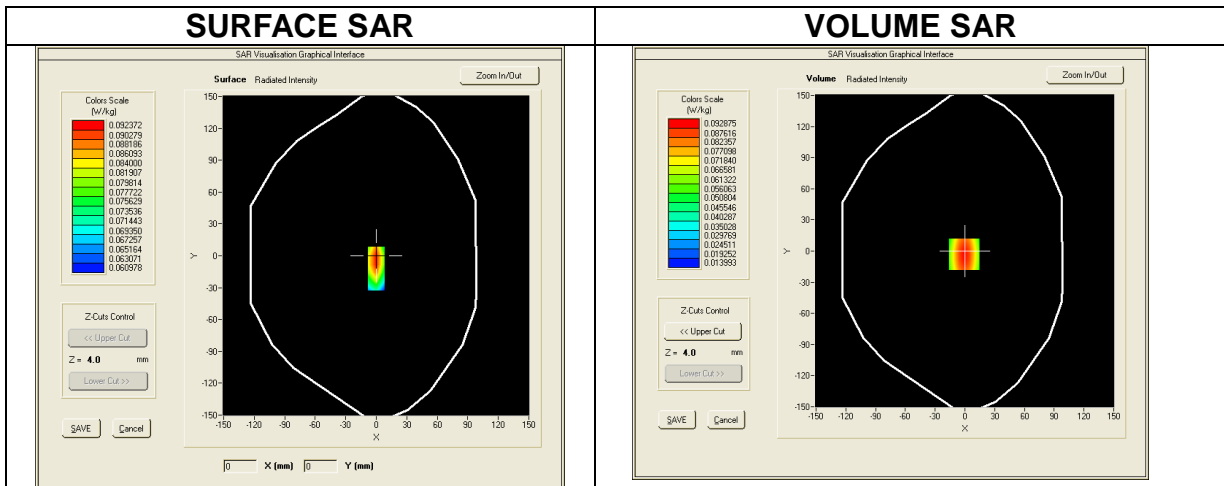 SURFACE SAR
SAR Visualisation Graphical Interface
Surface Radiated Intensity
Zoom In/Out
Colors Scale
(W/kg)
0.092372
0.090279
0.088186
0.086093
0.084000
0.081907
0.079814
0.077722
0.075629
0.073536
0.071443
0.069350
0.067257
0.065164
0.063071
0.060978
Z-Cuts Control
<< Upper Cut
Z = 4.0 mm
Lower Cut >>
SAVE Cancel
150
120
90
60
30
0
-30
-60
-90
-120
-150
Y
-150 -120 -90 -60 -30 0 30 60 90 120 150
X
0 X (mm) 0 Y (mm)
VOLUME SAR
SAR Visualisation Graphical Interface
Volume Radiated Intensity
Zoom In/Out
Colors Scale
(W/kg)
0.092875
0.087616
0.082357
0.077098
0.071840
0.066581
0.061322
0.056063
0.050804
0.045546
0.040287
0.035028
0.029769
0.024511
0.019252
0.013993
Z-Cuts Control
<< Upper Cut
Z = 4.0 mm
Lower Cut >>
SAVE Cancel
150
120
90
60
30
0
-30
-60
-90
-120
-150
Y
-150 -120 -90 -60 -30 0 30 60 90 120 150
X